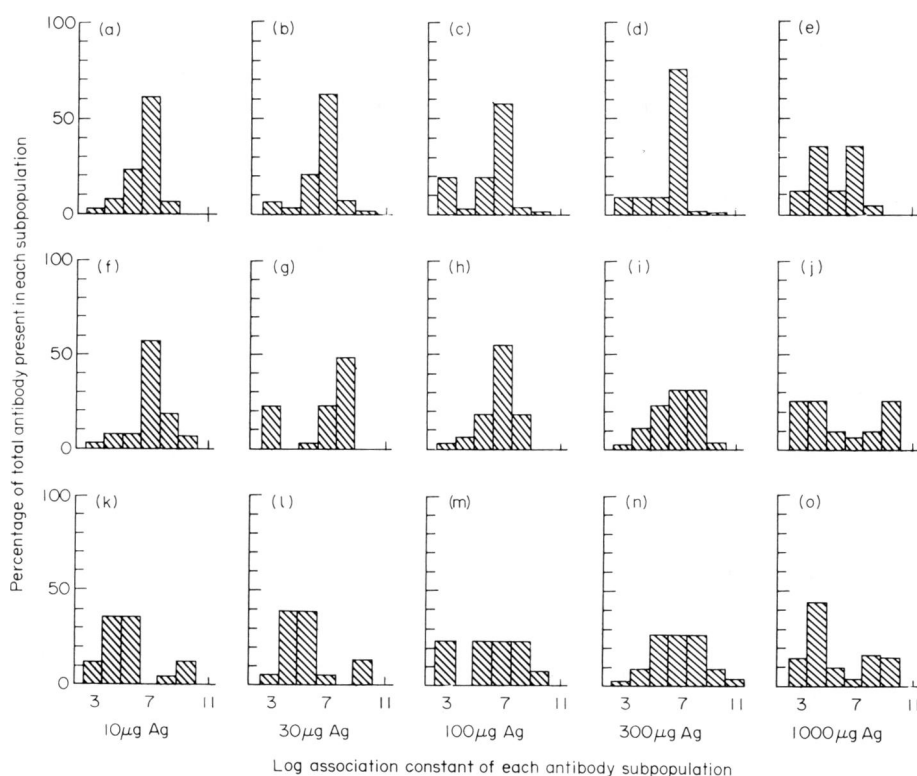 Percentage of total antibody present in each subpopulation
100
50
0
(a)
(b)
(c)
(d)
(e)
100
50
0
(f)
(g)
(h)
(i)
(j)
100
50
0
(k)
(l)
(m)
(n)
(o)
3 7 11
3 7 11
3 7 11
3 7 11
3 7 11
10μg Ag
30μg Ag
100μg Ag
300μg Ag
1000μg Ag
Log association constant of each antibody subpopulation